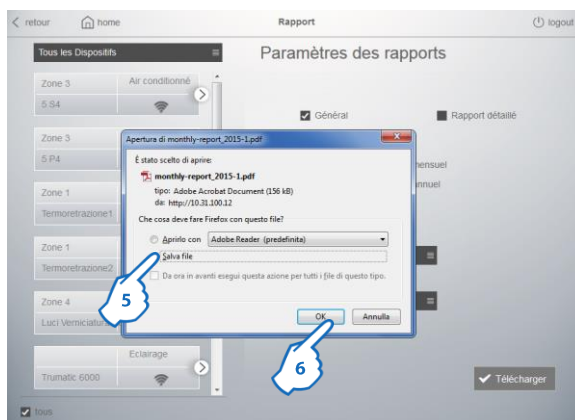 retour
home
Rapport
logout
Tous les Dispositifs
Paramètres des rapports
Zone 3
Air conditionné
5 S4
Général
Rapport détaillé
Zone 3
5 P4
Zone 1
Termoretrazione1
Zone 1
Termoretrazione2
Zone 4
Luci Verniciatura
Eclairage
Trumatic 6000
tous
Apertura di monthly-report_2015-1.pdf
È stato scelto di aprire:
monthly-report_2015-1.pdf
tipo: Adobe Acrobat Document (156 kB)
da: http://10.31.100.12
Che cosa deve fare Firefox con questo file?
Aprirlo con
Adobe Reader (predefinita)
Salva file
Da ora in avanti esegui questa azione per tutti i file di questo tipo.
OK
Annulla
5
6
Télécharger